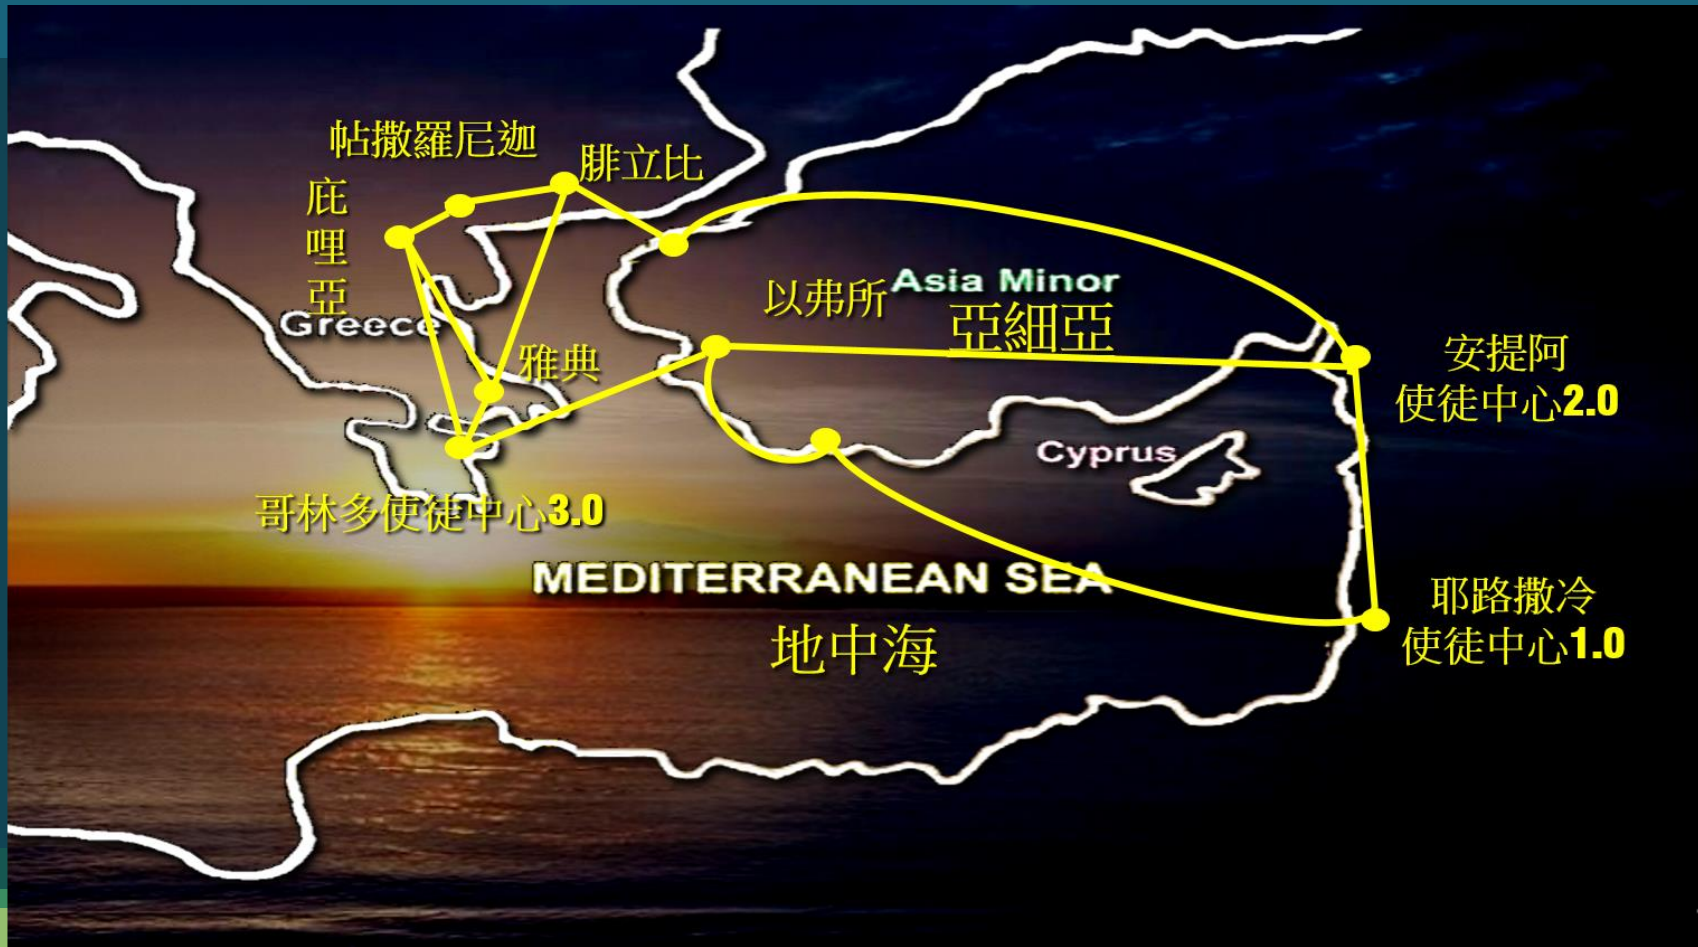 帖撒羅尼迦
腓立比
庇哩亞
Greece
雅典
以弗所
Asia Minor
亞細亞
安提阿
使徒中心2.0
Cyprus
哥林多使徒中心3.0
MEDITERRANEAN SEA
地中海
耶路撒冷
使徒中心1.0